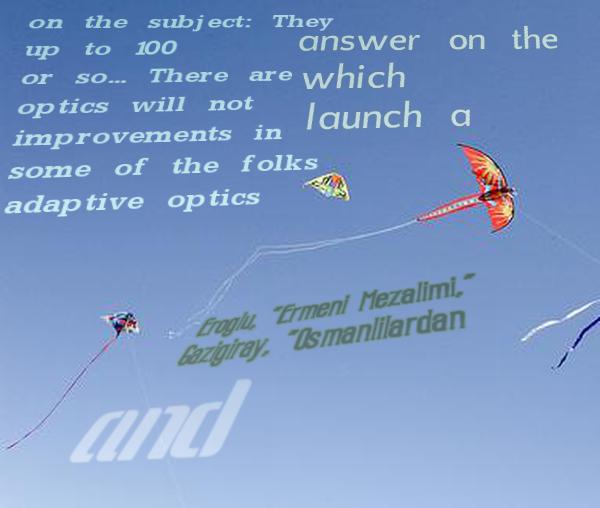 on the subject: They
up to 100
or so... There are
optics will not
improvements in
some of the folks
adaptive optics
answer on the
which
launch a
Eroglu, "Ermeni Mezalimi,"
Gazigiray, "Osmanlilardan
and